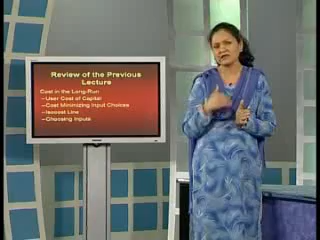 Review of the Previous
Lecture
Cost in the Long-Run
–User Cost of Capital
–Cost Minimizing Input Choices
–Isocost Line
–Choosing Inputs